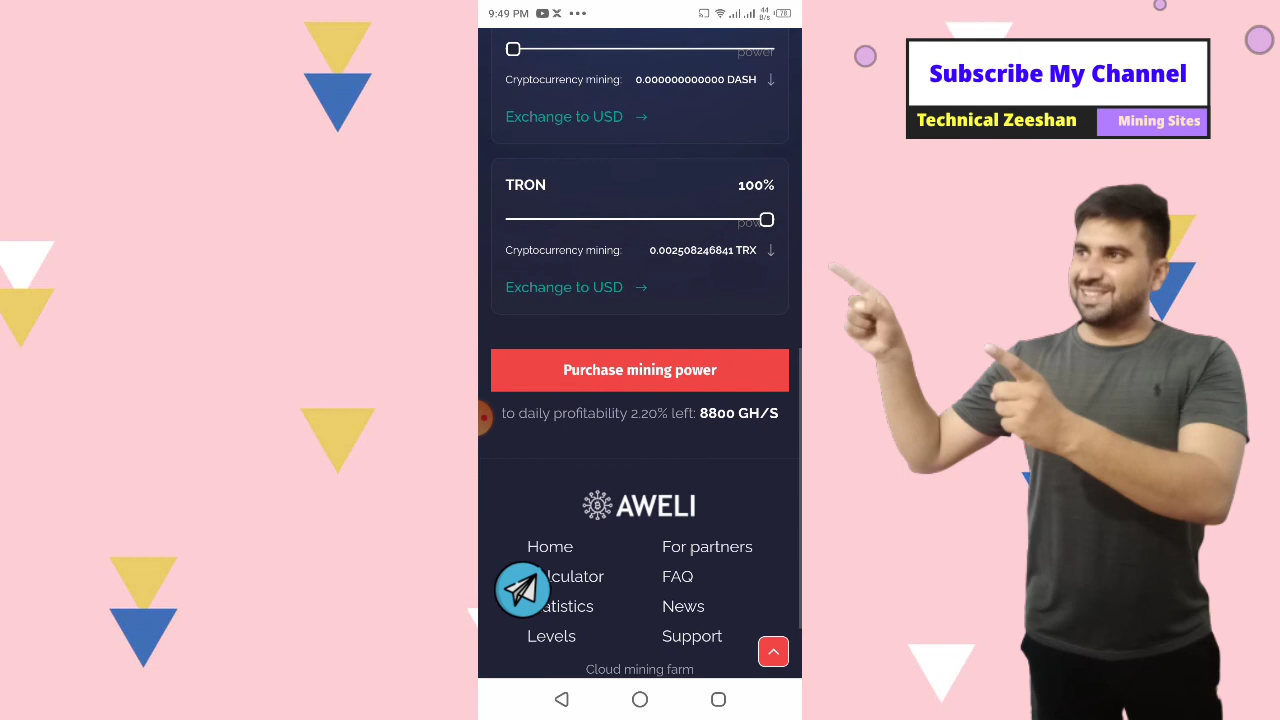 9:49 PM
44
B/s
78
power
Cryptocurrency mining: 0.000000000000 DASH ↓
Exchange to USD →
TRON 100%
Cryptocurrency mining: 0.002508246841 TRX ↓
Exchange to USD →
Purchase mining power
to daily profitability 2.20% left: 8800 GH/S
AWELI
Home For partners
FAQ
News
Levels Support
Cloud mining farm
Subscribe My Channel
Technical Zeeshan Mining Sites